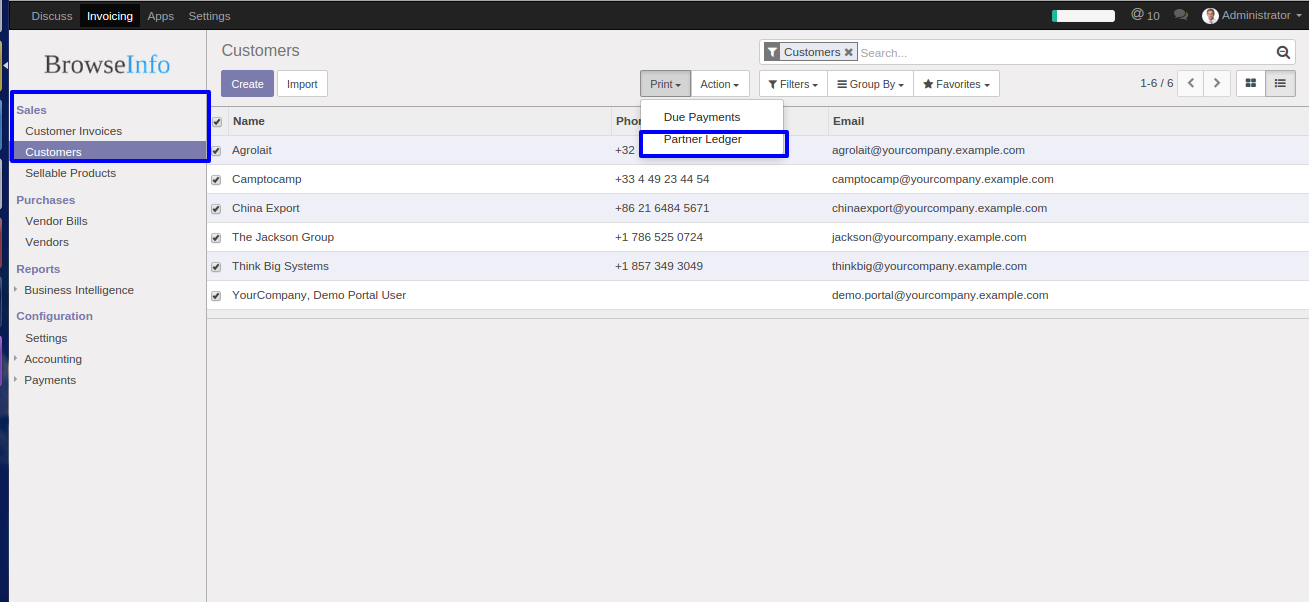 Discuss Invoicing Apps Settings @ 10 Administrator
BrowseInfo
Sales
Customer Invoices
Customers
Sellable Products
Purchases
Vendor Bills
Vendors
Reports
Business Intelligence
Configuration
Settings
Accounting
Payments
Customers
Customers Search...
Create Import Print Action Filters Group By Favorites 1-6 / 6
Due Payments
Partner Ledger
Name Phon Email
Agrolait +32 agrolait@yourcompany.example.com
Camptocamp +33 4 49 23 44 54 camptocamp@yourcompany.example.com
China Export +86 21 6484 5671 chinaexport@yourcompany.example.com
The Jackson Group +1 786 525 0724 jackson@yourcompany.example.com
Think Big Systems +1 857 349 3049 thinkbig@yourcompany.example.com
YourCompany, Demo Portal User demo.portal@yourcompany.example.com